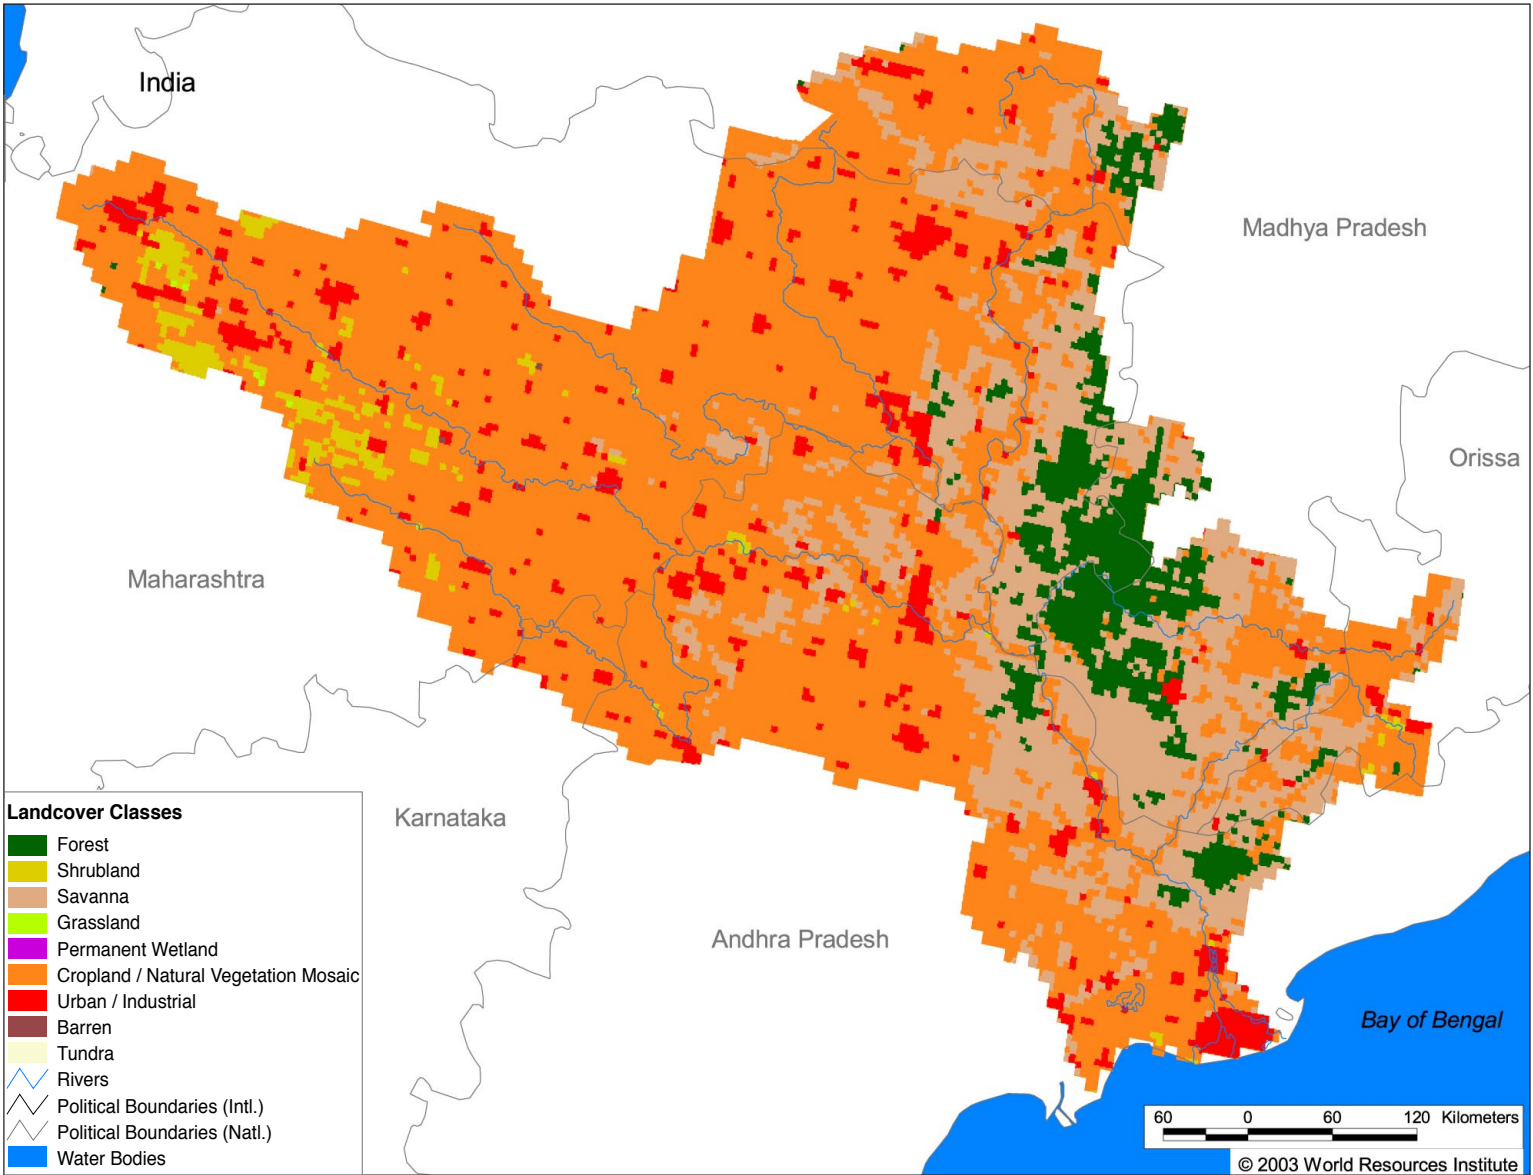 India
Madhya Pradesh
Orissa
Maharashtra
Karnataka
Andhra Pradesh
Bay of Bengal
Landcover Classes
Forest
Shrubland
Savanna
Grassland
Permanent Wetland
Cropland / Natural Vegetation Mosaic
Urban / Industrial
Barren
Tundra
Rivers
Political Boundaries (Intl.)
Political Boundaries (Natl.)
Water Bodies
60 0 60 120 Kilometers
© 2003 World Resources Institute